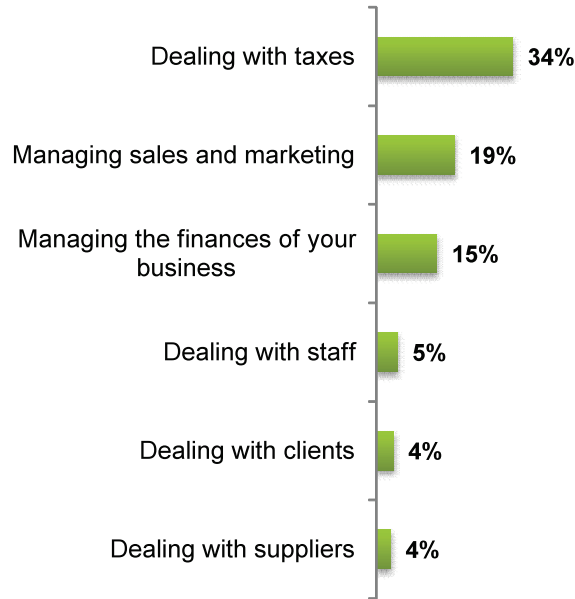 Dealing with taxes 34%
Managing sales and marketing 19%
Managing the finances of your
business 15%
Dealing with staff 5%
Dealing with clients 4%
Dealing with suppliers 4%